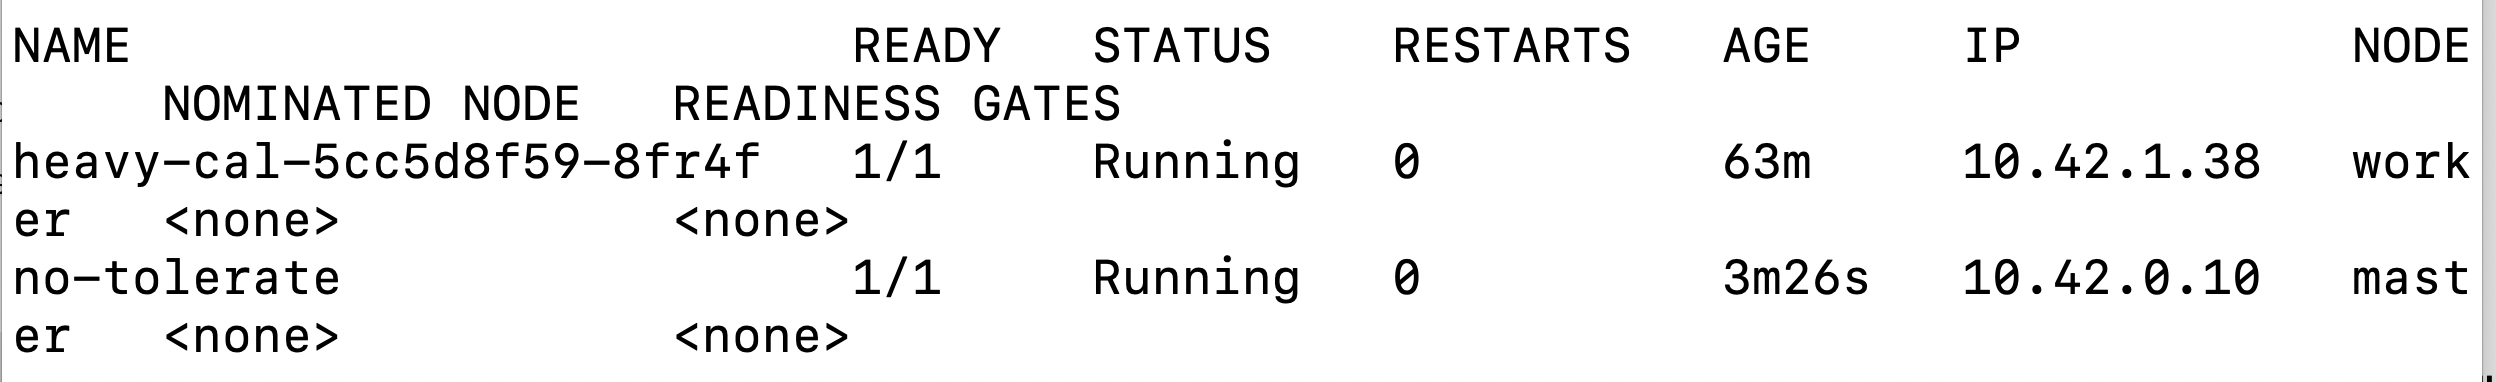 NAME READY STATUS RESTARTS AGE IP NODE
NOMINATED NODE READINESS GATES
heavy-cal-5cc5d8f59-8fr4f 1/1 Running 0 63m 10.42.1.38 work
er <none> <none>
no-tolerate 1/1 Running 0 3m26s 10.42.0.10 mast
er <none> <none>